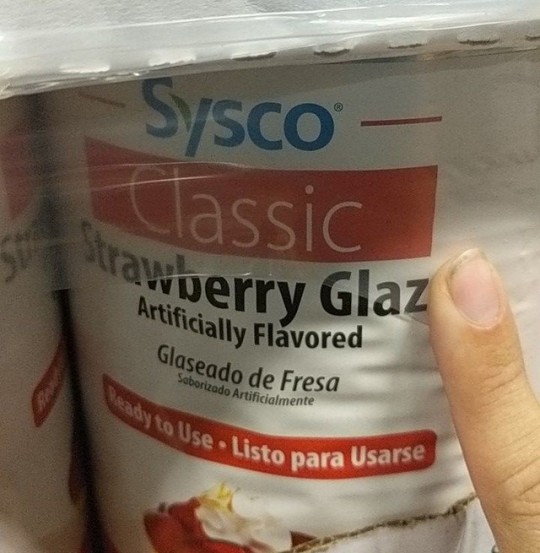 Sysco®
Classic
Strawberry Glaz
Artificially Flavored
Glaseado de Fresa
Saborizado Artificialmente
Ready to Use • Listo para Usarse